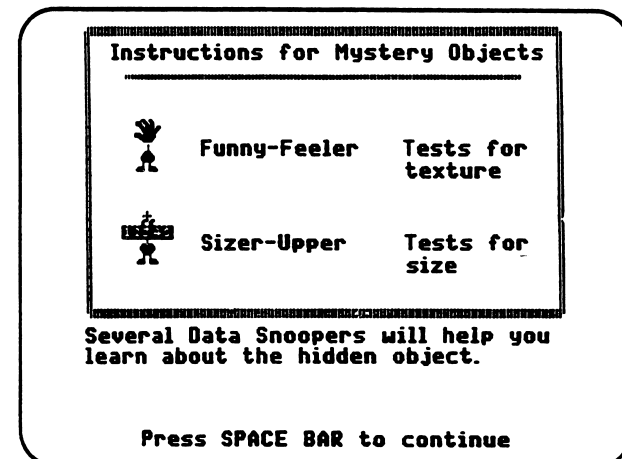 Instructions for Mystery Objects
Funny-Feeler Tests for
texture
Sizer-Upper Tests for
size
Several Data Snoopers will help you
learn about the hidden object.
Press SPACE BAR to continue